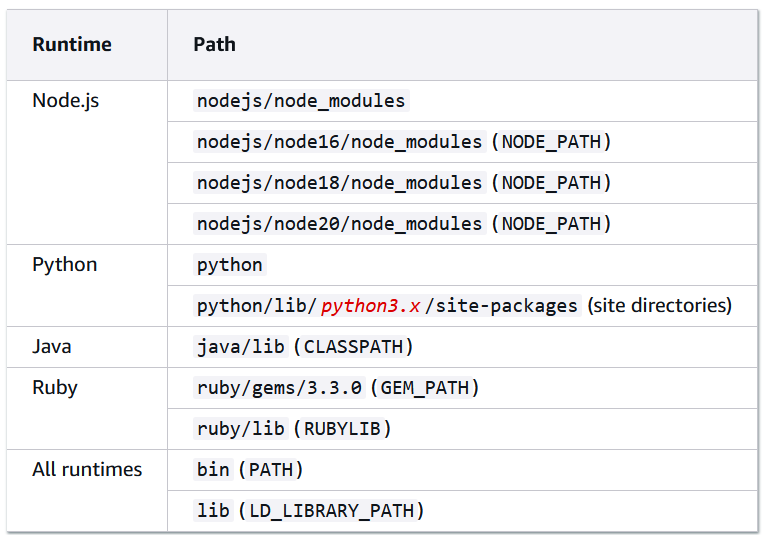 Runtime Path
Node.js nodejs/node_modules
nodejs/node16/node_modules (NODE_PATH)
nodejs/node18/node_modules (NODE_PATH)
nodejs/node20/node_modules (NODE_PATH)
Python python
python/lib/python3.x/site-packages (site directories)
Java java/lib (CLASSPATH)
Ruby ruby/gems/3.3.0 (GEM_PATH)
ruby/lib (RUBYLIB)
All runtimes bin (PATH)
lib (LD_LIBRARY_PATH)